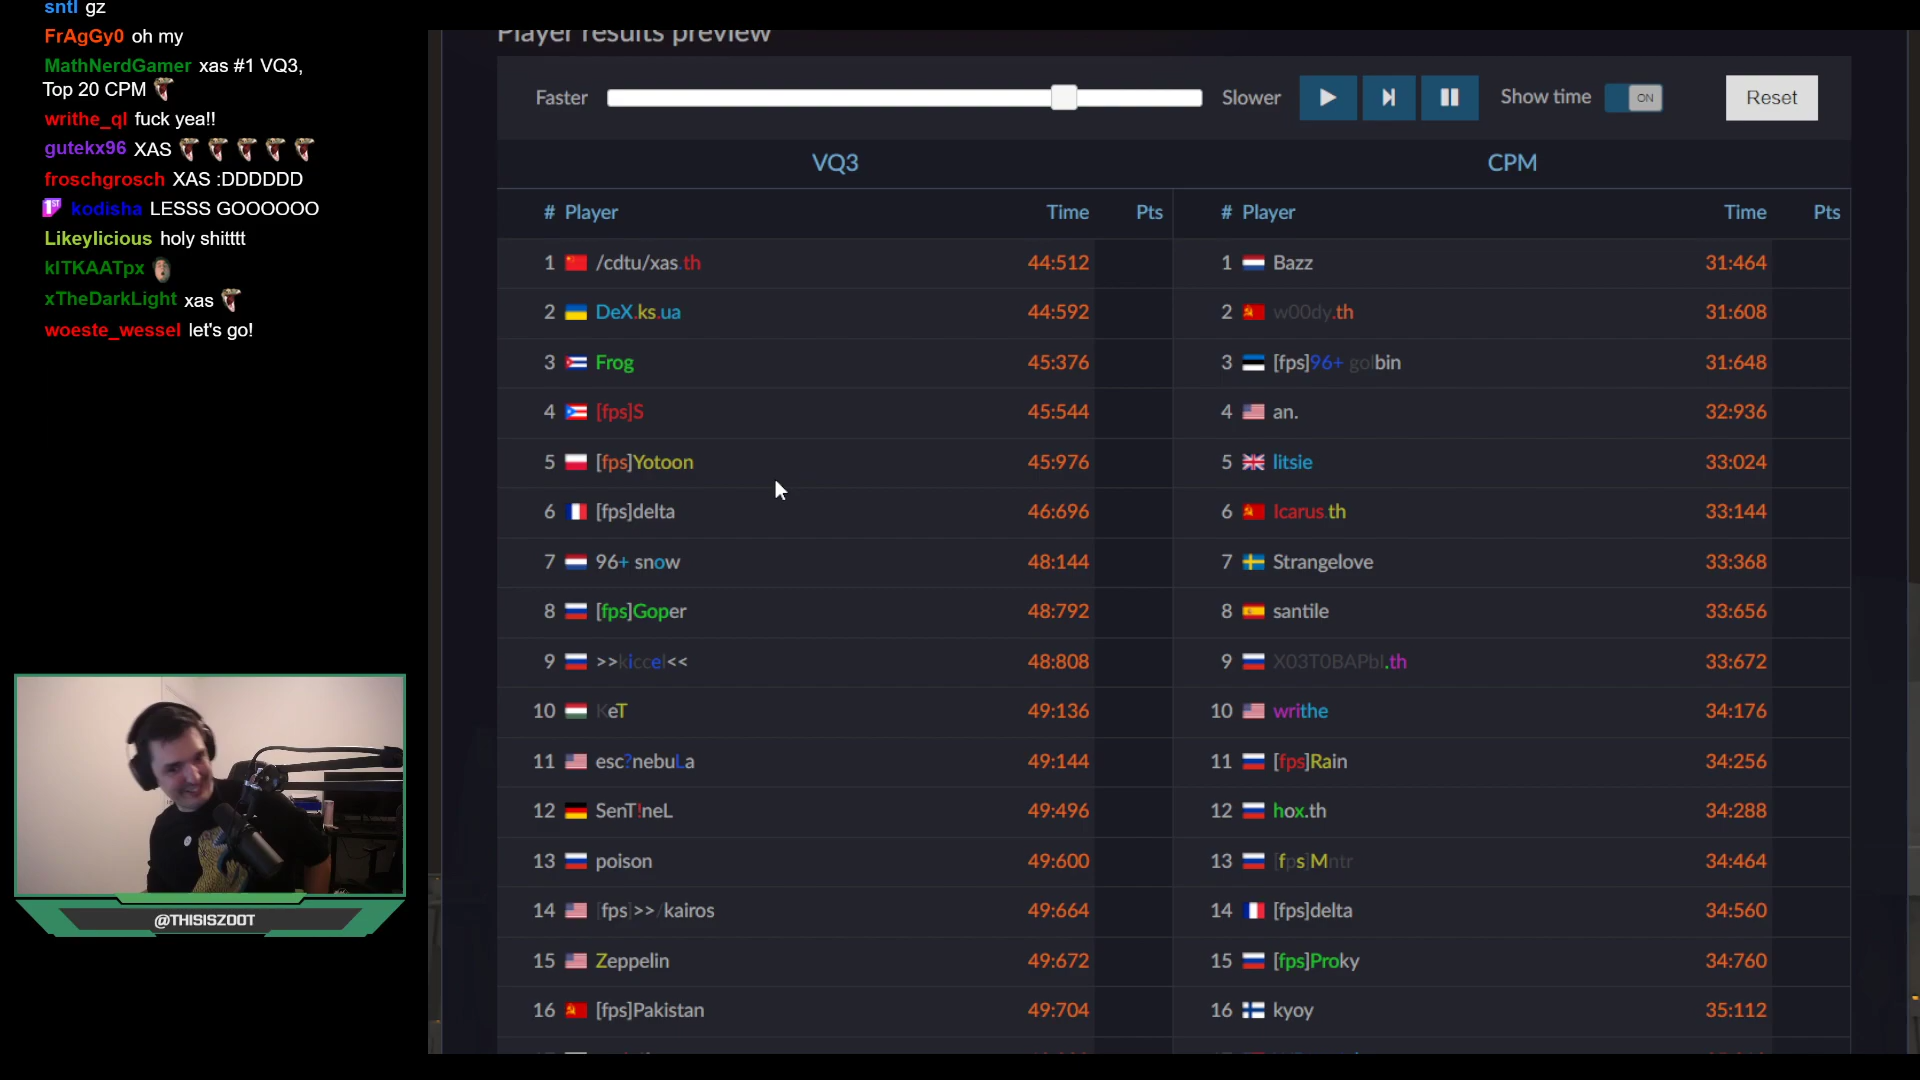 sntl gz
FrAgGy0 oh my
MathNerdGamer xas #1 VQ3,
Top 20 CPM
writhe_ql fuck yea!!
gutekx96 XAS
froschgrosch XAS :DDDDDD
1ST kodisha LESSS GOOOOOO
Likeylicious holy shitttt
kITKAATpx
xTheDarkLight xas
woeste_wessel let's go!
@THISISZOOT
Player results preview
Faster Slower Show time ON Reset
VQ3
# Player Time Pts
1 /cdtu/xas.th 44:512
2 DeX.ks.ua 44:592
3 Frog 45:376
4 [fps]S 45:544
5 [fps]Yotoon 45:976
6 [fps]delta 46:696
7 96+ snow 48:144
8 [fps]Goper 48:792
9 >>kiccel<< 48:808
10 KeT 49:136
11 esc?nebuLa 49:144
12 SenT!neL 49:496
13 poison 49:600
14 [fps]>>/kairos 49:664
15 Zeppelin 49:672
16 [fps]Pakistan 49:704
CPM
# Player Time Pts
1 Bazz 31:464
2 w00dy.th 31:608
3 [fps]96+ golbin 31:648
4 an. 32:936
5 litsie 33:024
6 Icarus.th 33:144
7 Strangelove 33:368
8 santile 33:656
9 X03T0BAPbI.th 33:672
10 writhe 34:176
11 [fps]Rain 34:256
12 hox.th 34:288
13 [fps]Mntr 34:464
14 [fps]delta 34:560
15 [fps]Proky 34:760
16 kyoy 35:112